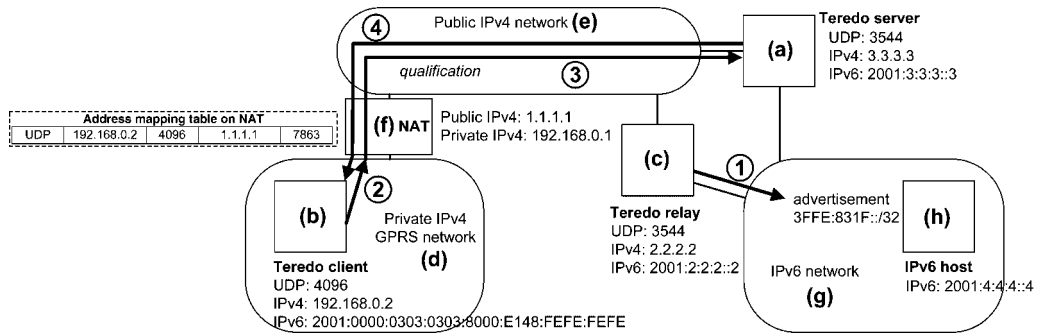 Public IPv4 network (e)
4
qualification
3
(a)
Teredo server
UDP: 3544
IPv4: 3.3.3.3
IPv6: 2001:3:3:3::3
Address mapping table on NAT
UDP 192.168.0.2 4096 1.1.1.1 7863
(f) NAT
Public IPv4: 1.1.1.1
Private IPv4: 192.168.0.1
2
(b)
Private IPv4
GPRS network
(d)
Teredo client
UDP: 4096
IPv4: 192.168.0.2
IPv6: 2001:0000:0303:0303:8000:E148:FEFE:FEFE
(c)
1
Teredo relay
UDP: 3544
IPv4: 2.2.2.2
IPv6: 2001:2:2:2::2
advertisement
3FFE:831F::/32
(h)
IPv6 network
(g)
IPv6 host
IPv6: 2001:4:4:4::4